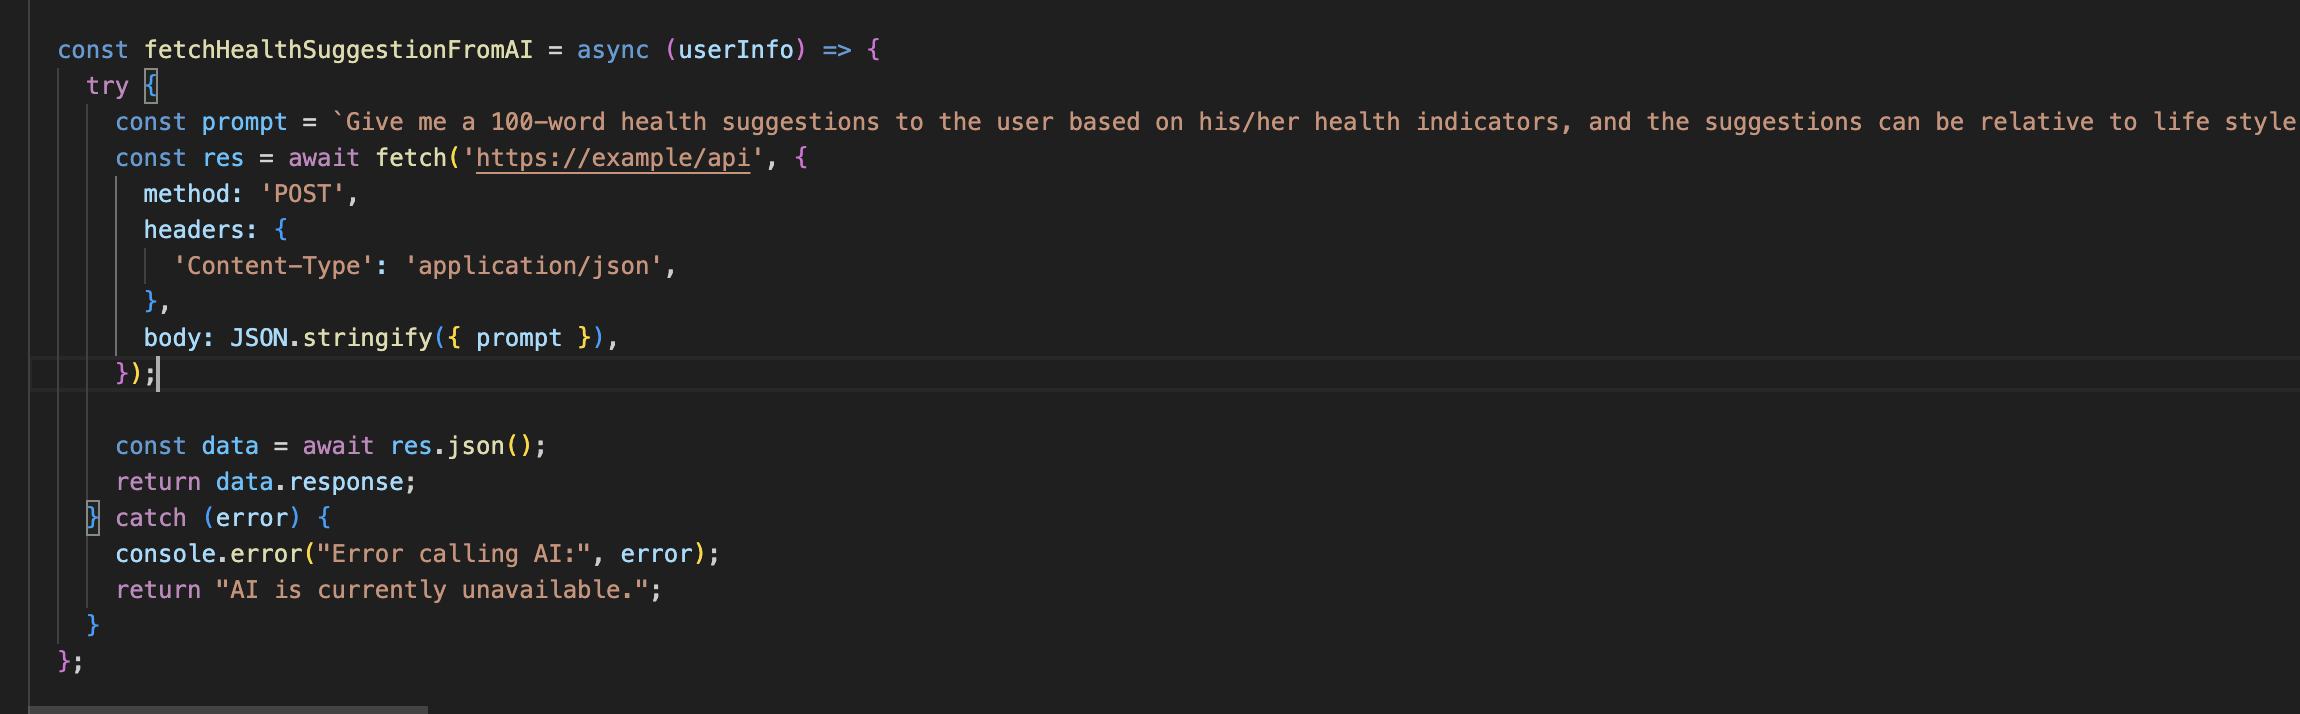 const fetchHealthSuggestionFromAI = async (userInfo) => {
try {
const prompt = `Give me a 100-word health suggestions to the user based on his/her health indicators, and the suggestions can be relative to life style
const res = await fetch('https://example/api', {
method: 'POST',
headers: {
'Content-Type': 'application/json',
},
body: JSON.stringify({ prompt }),
});
const data = await res.json();
return data.response;
} catch (error) {
console.error("Error calling AI:", error);
return "AI is currently unavailable.";
}
};